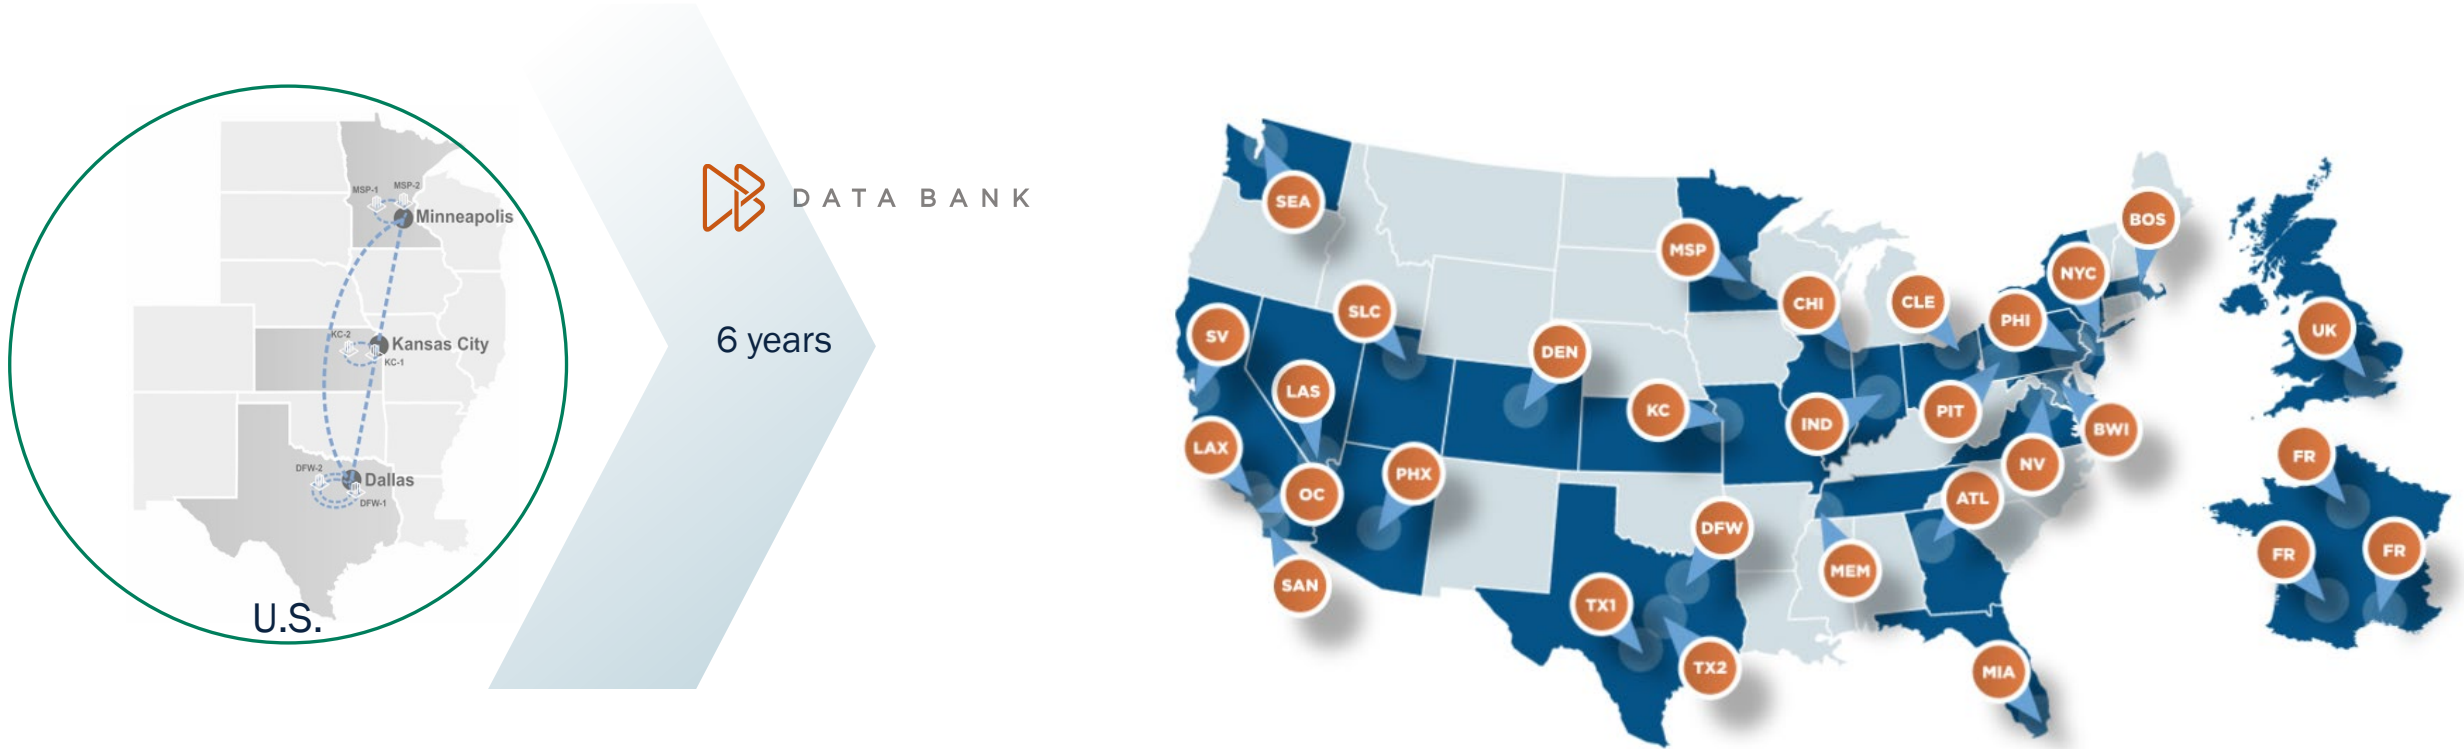 MSP-1
MSP-2
Minneapolis
KC-2
Kansas City
KC-1
DFW-2
Dallas
DFW-1
U.S.
DATA BANK
6 years
SEA
BOS
MSP
NYC
CHI
CLE
SLC
PHI
SV
DEN
LAS
KC
PIT
IND
BWI
LAX
NV
PHX
OC
ATL
DFW
MEM
SAN
TX1
TX2
MIA
UK
FR
FR
FR